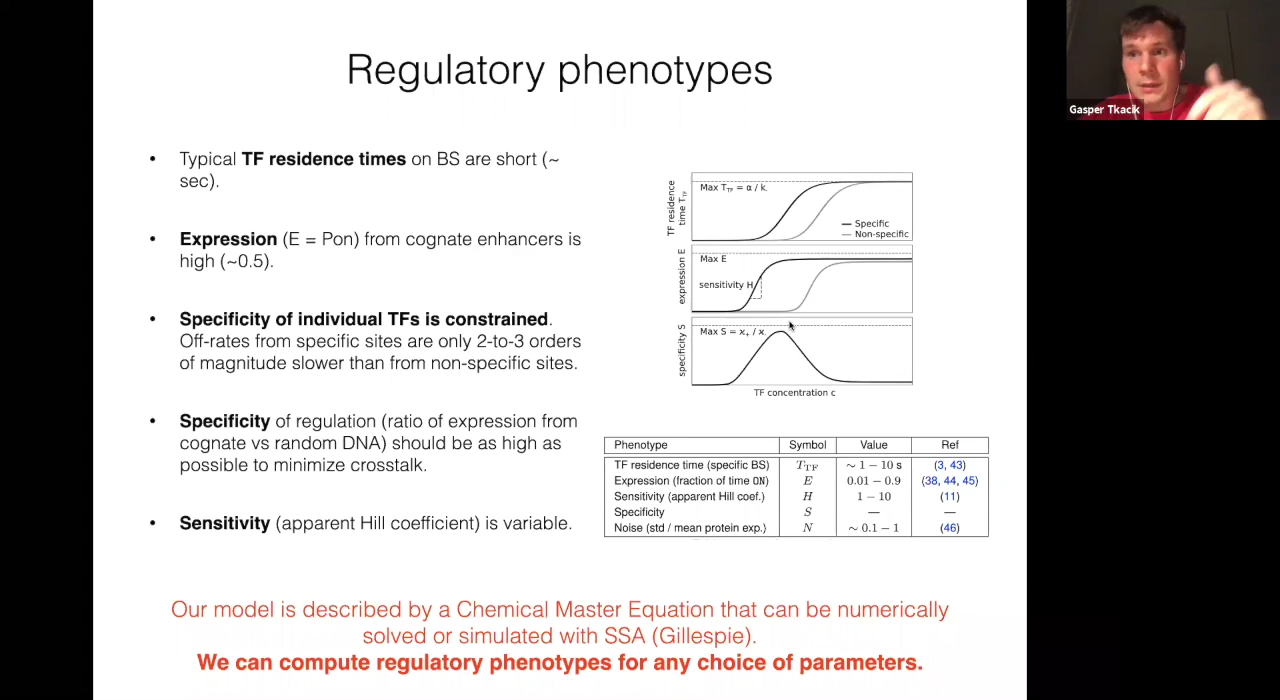 Regulatory phenotypes
Gasper Tkacik
• Typical TF residence times on BS are short (~
sec).
• Expression (E = Pon) from cognate enhancers is
high (~0.5).
• Specificity of individual TFs is constrained.
Off-rates from specific sites are only 2-to-3 orders
of magnitude slower than from non-specific sites.
• Specificity of regulation (ratio of expression from
cognate vs random DNA) should be as high as
possible to minimize crosstalk.
• Sensitivity (apparent Hill coefficient) is variable.
TF residence
time T_TF
Max T_TF = α / k_
Specific
Non-specific
expression E
Max E
sensitivity H
specificity S
Max S = ϰ₊ / ϰ₋
TF concentration c
Phenotype Symbol Value Ref
TF residence time (specific BS) T_TF ~ 1 − 10 s (3, 43)
Expression (fraction of time ON) E 0.01 − 0.9 (38, 44, 45)
Sensitivity (apparent Hill coef.) H 1 − 10 (11)
Specificity S — —
Noise (std / mean protein exp.) N ~ 0.1 − 1 (46)
Our model is described by a Chemical Master Equation that can be numerically
solved or simulated with SSA (Gillespie).
We can compute regulatory phenotypes for any choice of parameters.